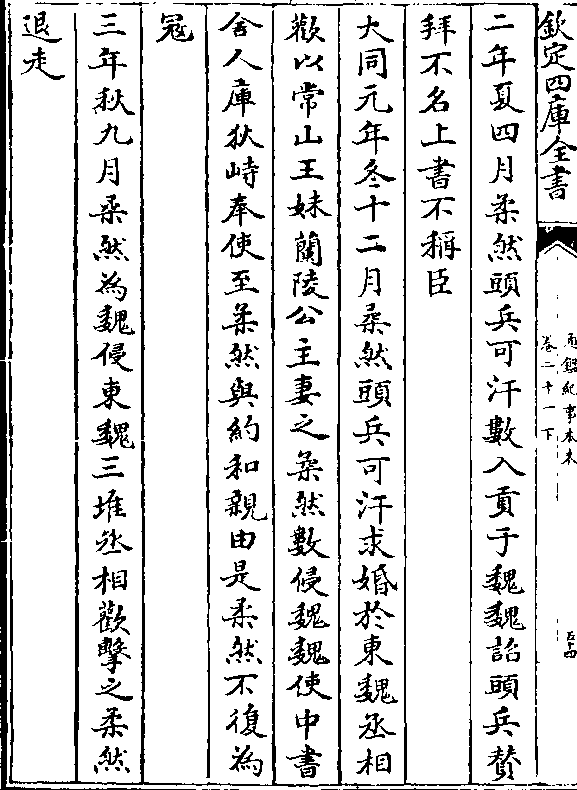 欽定四庫全書
通鑑紀事本末
卷二十一下
五十四
二年夏四月柔然頭兵可汗數入貢于魏魏詔頭兵贊
拜不名上書不稱臣
大同元年冬十二月柔然頭兵可汗求婚於東魏丞相
歡以常山王妹蘭陵公主妻之柔然數侵魏魏使中書
舍人庫狄峙奉使至柔然與約和親由是柔然不復為
冦
三年秋九月柔然為魏侵東魏三堆丞相歡擊之柔然
退走